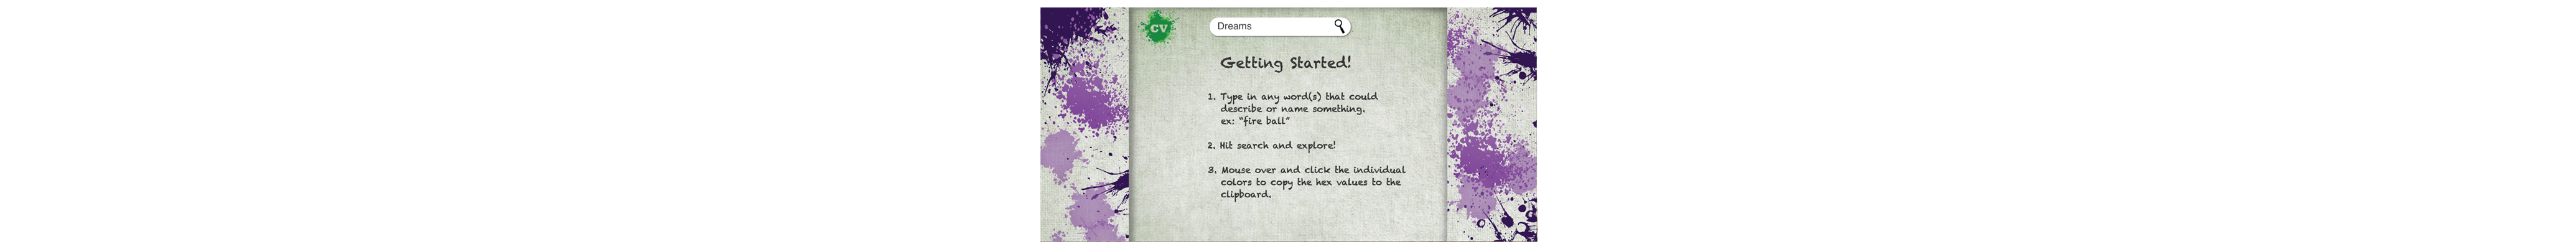 CV
Dreams
Getting Started!
1. Type in any word(s) that could
describe or name something.
ex: “fire ball”
2. Hit search and explore!
3. Mouse over and click the individual
colors to copy the hex values to the
clipboard.